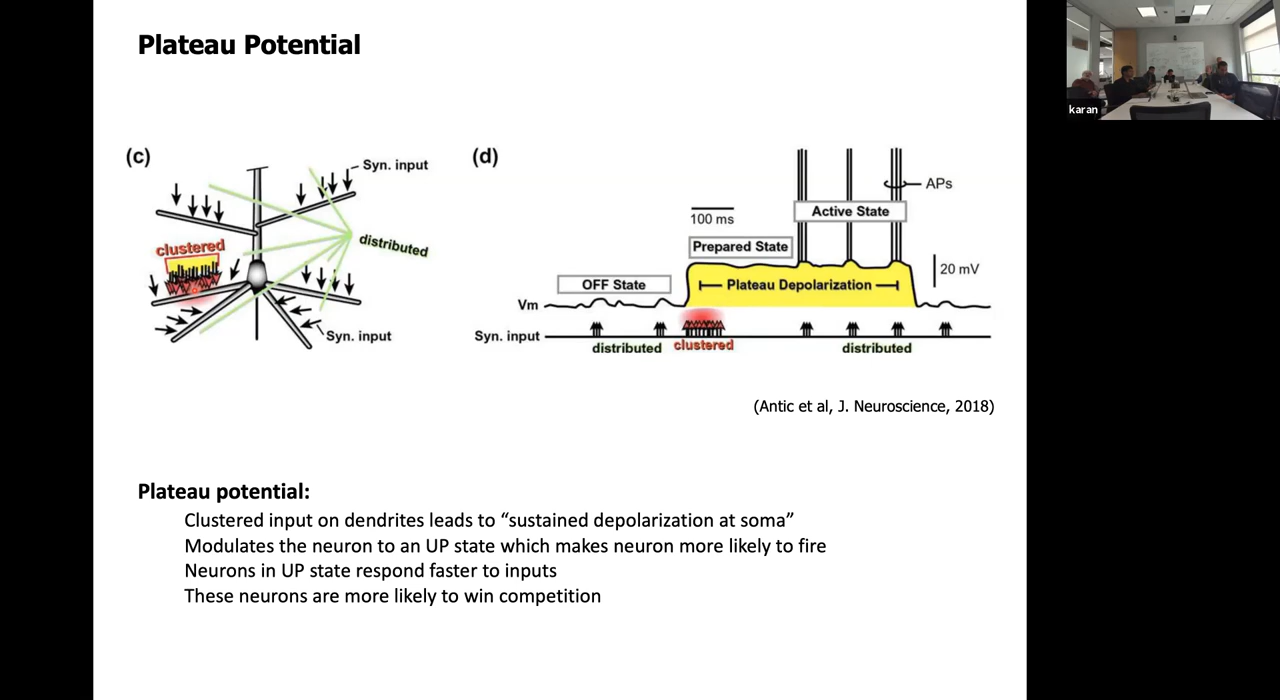 Plateau Potential
karan
(c)
Syn. input
clustered
distributed
Syn. input
(d)
APs
100 ms
Active State
Prepared State
20 mV
OFF State
Plateau Depolarization
Vm
Syn. input
distributed
clustered
distributed
(Antic et al, J. Neuroscience, 2018)
Plateau potential:
Clustered input on dendrites leads to “sustained depolarization at soma”
Modulates the neuron to an UP state which makes neuron more likely to fire
Neurons in UP state respond faster to inputs
These neurons are more likely to win competition